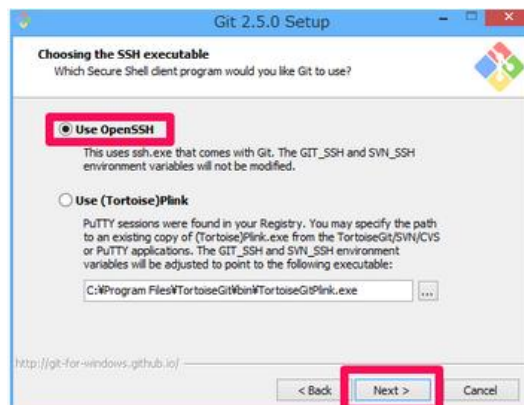 Git 2.5.0 Setup
Choosing the SSH executable
Which Secure Shell client program would you like Git to use?
Use OpenSSH
This uses ssh.exe that comes with Git. The GIT_SSH and SVN_SSH
environment variables will not be modified.
Use (Tortoise)Plink
PuTTY sessions were found in your Registry. You may specify the path
to an existing copy of (Tortoise)Plink.exe from the TortoiseGit/SVN/CVS
or PuTTY applications. The GIT_SSH and SVN_SSH environment
variables will be adjusted to point to the following executable:
C:¥Program Files¥TortoiseGit¥bin¥TortoiseGitPlink.exe
...
http://git-for-windows.github.io/
< Back
Next >
Cancel